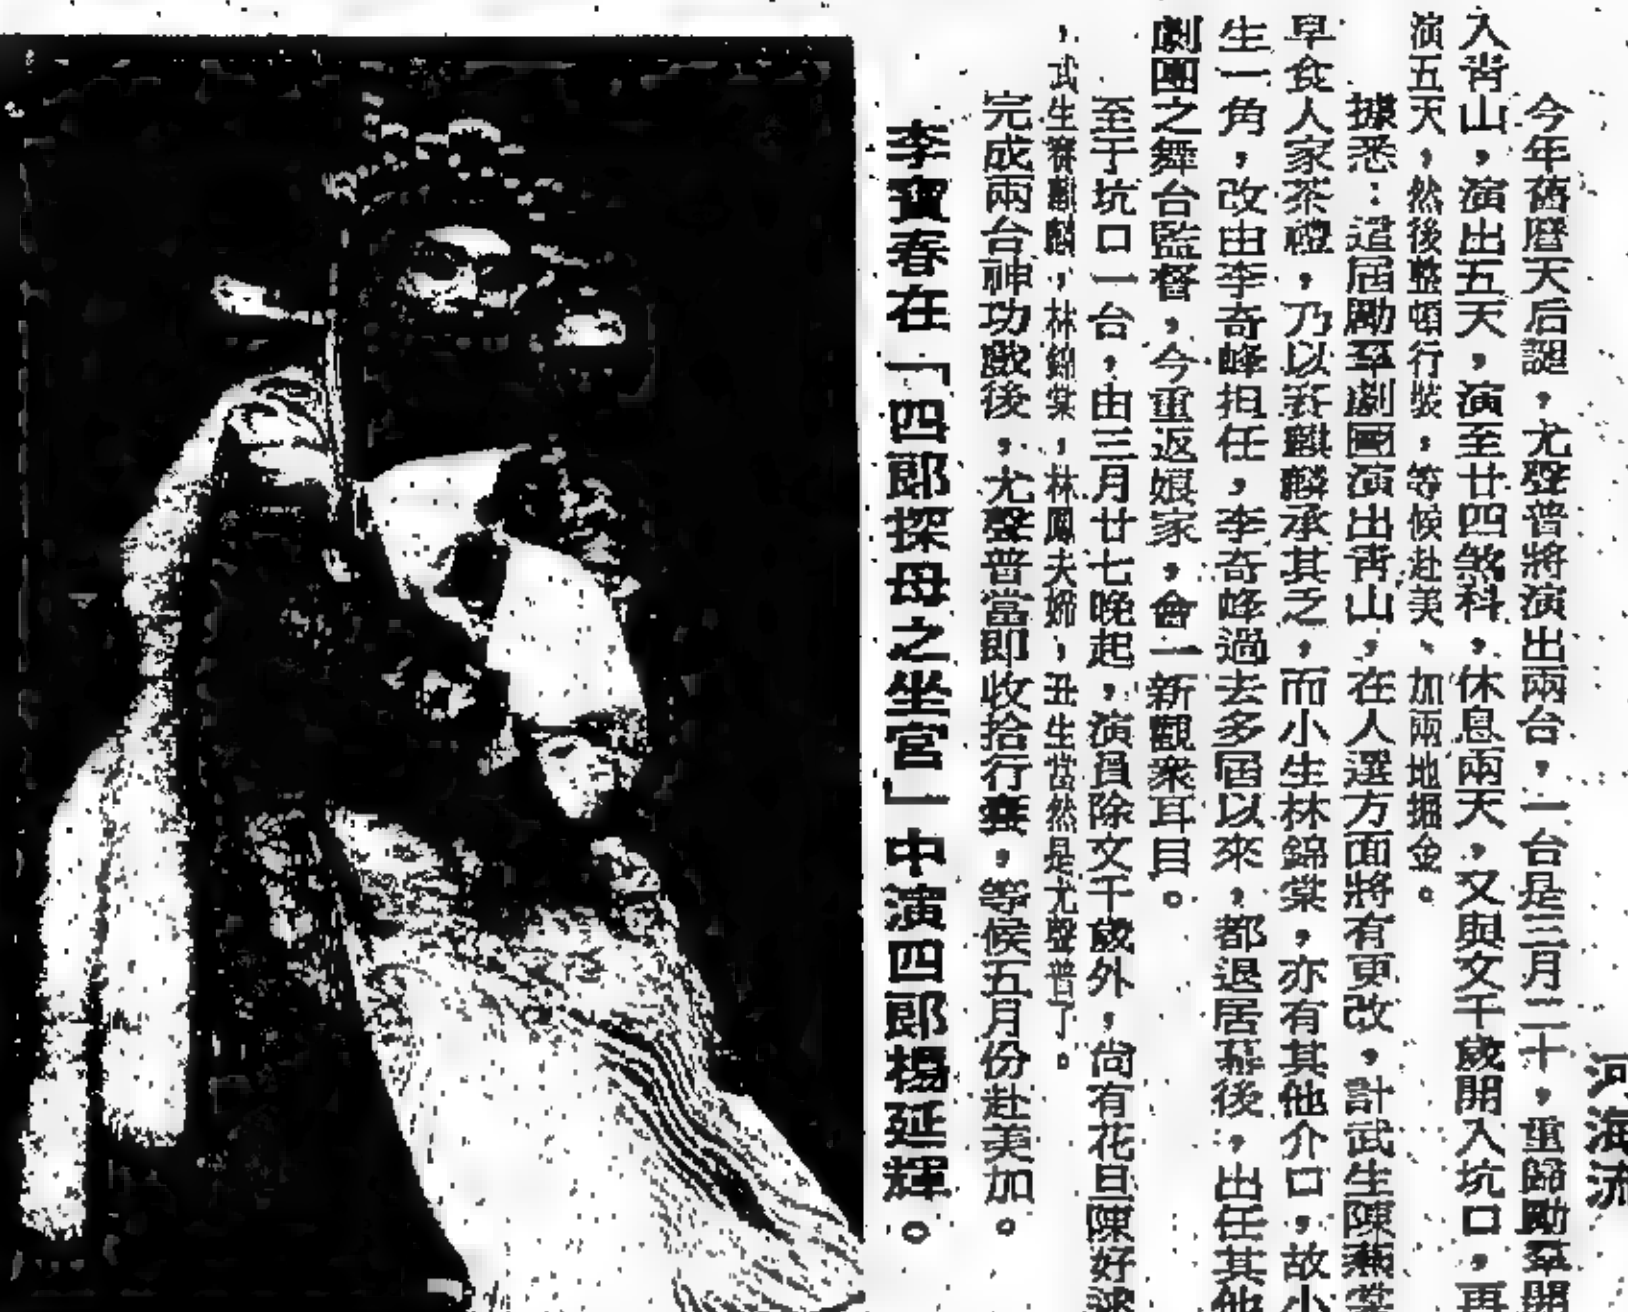 河海流
今年舊曆天后誕，尤聲普將演出兩台，一台是三月二十，重歸勵羣開
入青山，演出五天，演至廿四煞科，休息兩天，又與文千歲開入坑口，再
演五天，然後整頓行裝，等候赴美、加兩地掘金。
據悉：這屆勵羣劇團演出青山，在人選方面將有更改，計武生陳燕棠
早食人家茶禮，乃以賽麒麟承其乏，而小生林錦棠，亦有其他介口，故小
生一角，改由李奇峰担任，李奇峰過去多屆以來，都退居幕後，出任其他
劇團之舞台監督，今重返娘家，會一新觀衆耳目。
至于坑口一台，由三月廿七晚起，演員除文千歲外，尚有花旦陳好逑
，武生賽麒麟，林錦棠，林鳳夫婦，丑生當然是尤聲普了。
完成兩台神功戲後，尤聲普當即收拾行囊，等候五月份赴美加。
李寶春在「四郎探母之坐宮」中演四郎楊延輝。